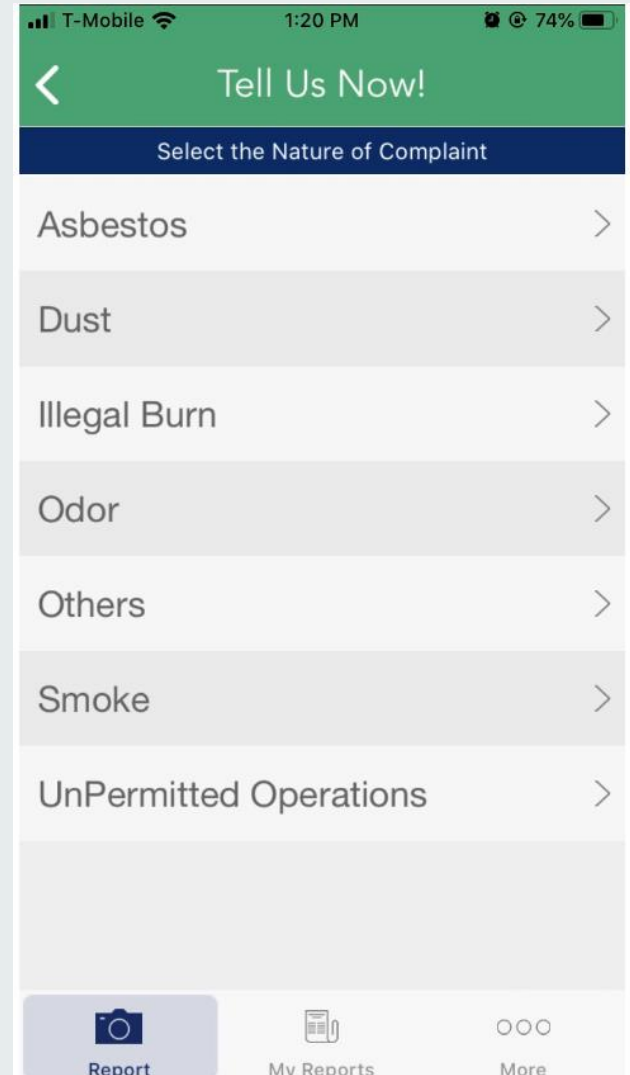 T-Mobile 1:20 PM 74%
Tell Us Now!
Select the Nature of Complaint
Asbestos
Dust
Illegal Burn
Odor
Others
Smoke
UnPermitted Operations
Report My Reports More